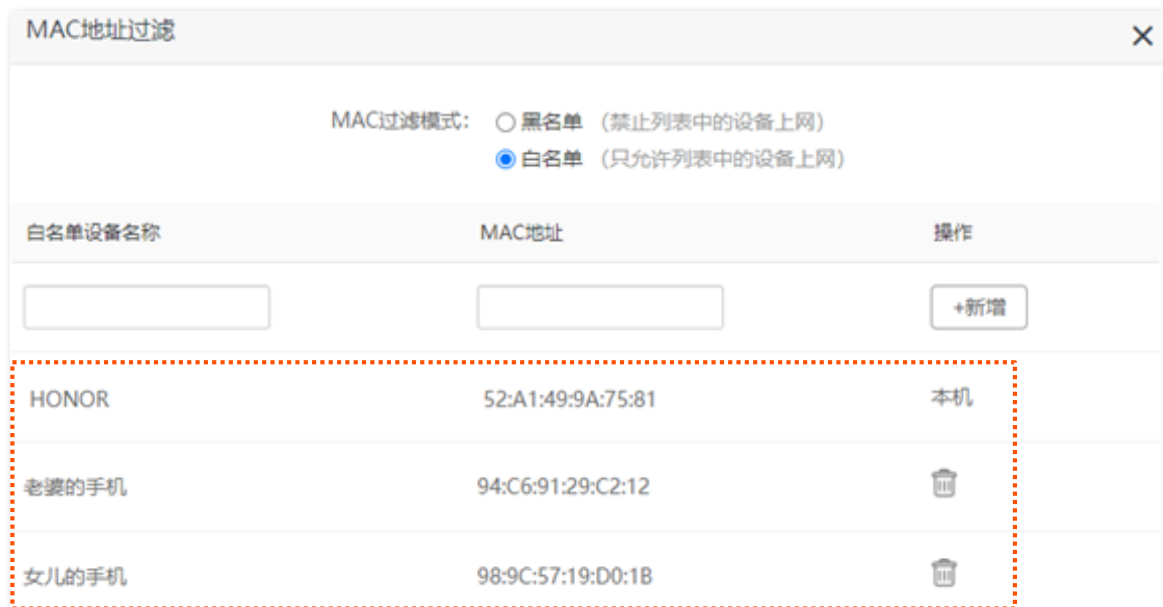 MAC地址过滤
MAC过滤模式： 黑名单 （禁止列表中的设备上网）
白名单 （只允许列表中的设备上网）
白名单设备名称 MAC地址 操作
+新增
HONOR 52:A1:49:9A:75:81 本机
老婆的手机 94:C6:91:29:C2:12
女儿的手机 98:9C:57:19:D0:1B